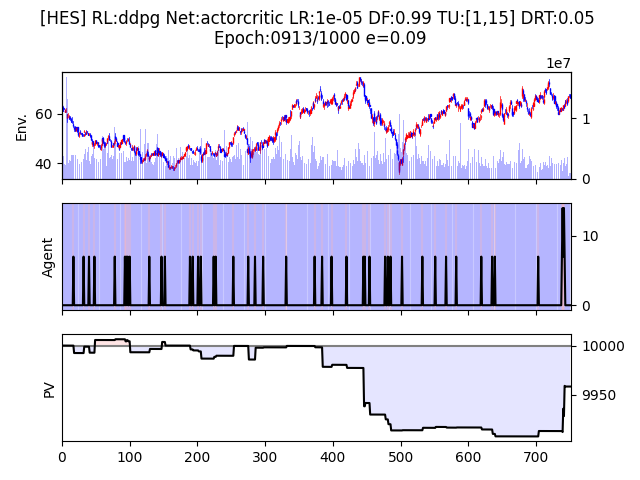 [HES] RL:ddpg Net:actorcritic LR:1e-05 DF:0.99 TU:[1,15] DRT:0.05
Epoch:0913/1000 e=0.09
1e7
Env.
60
40
1
0
Agent
10
0
PV
10000
9950
0 100 200 300 400 500 600 700